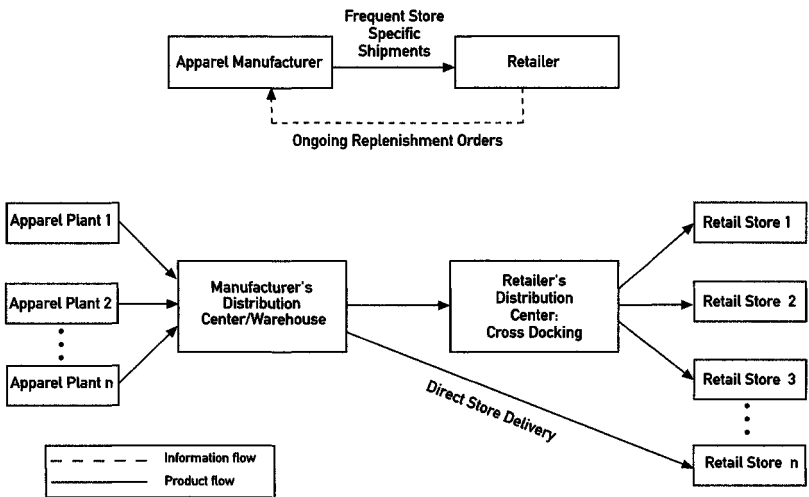 Frequent Store
Specific
Shipments
Apparel Manufacturer
Retailer
Ongoing Replenishment Orders
Apparel Plant 1
Apparel Plant 2
Apparel Plant n
Manufacturer's
Distribution
Center/Warehouse
Retailer's
Distribution
Center:
Cross Docking
Retail Store 1
Retail Store 2
Retail Store 3
Retail Store n
Direct Store Delivery
Information flow
Product flow